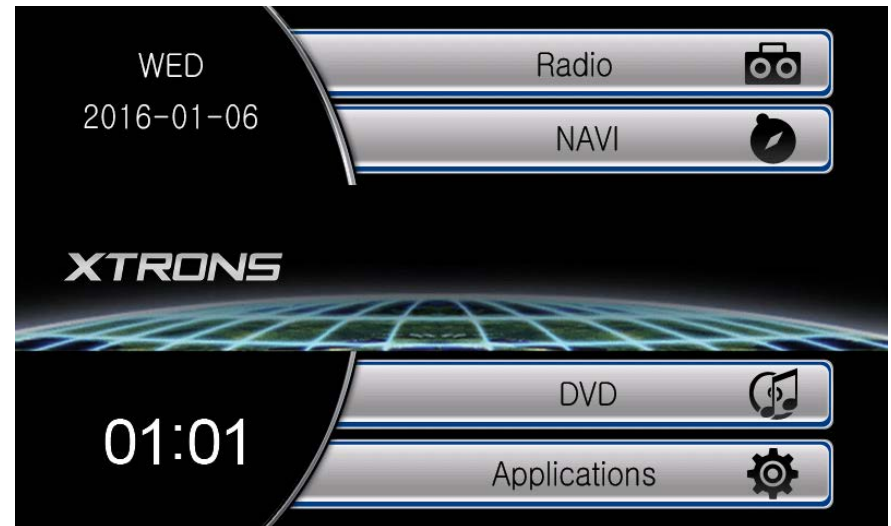 WED
2016-01-06
Radio
NAVI
XTRONS
01:01
DVD
Applications